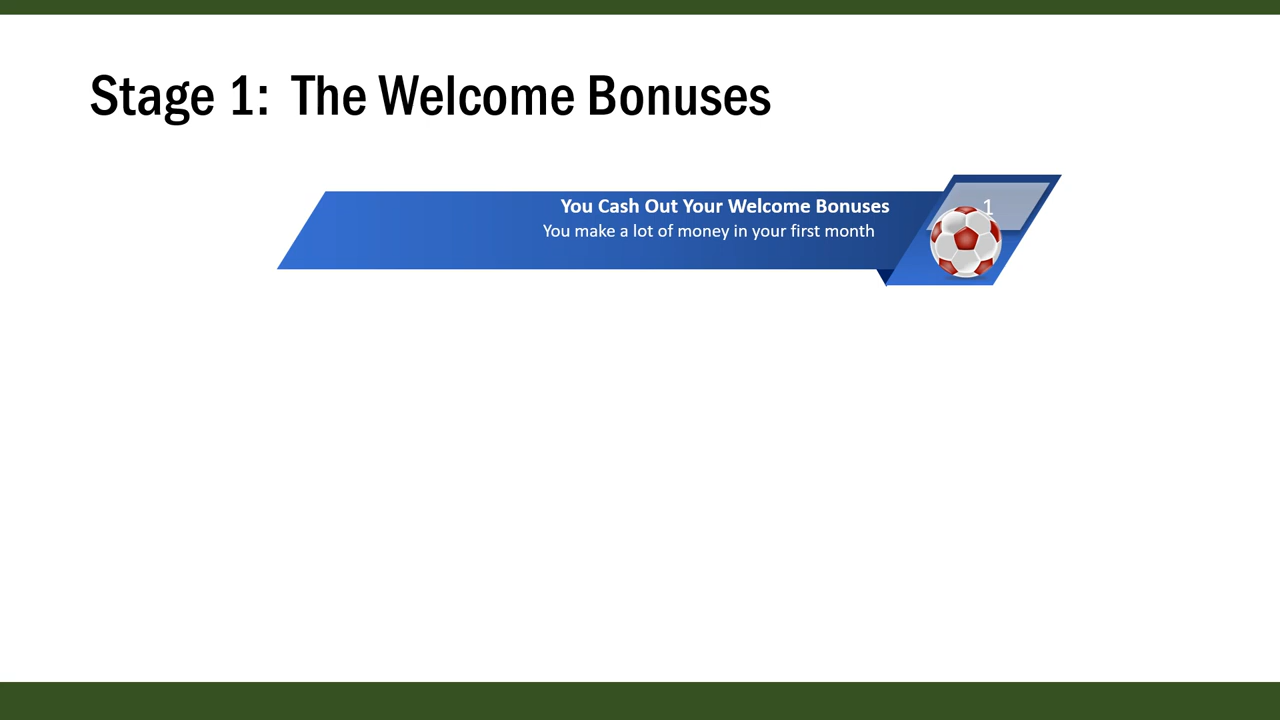 Stage 1: The Welcome Bonuses
You Cash Out Your Welcome Bonuses
1
You make a lot of money in your first month